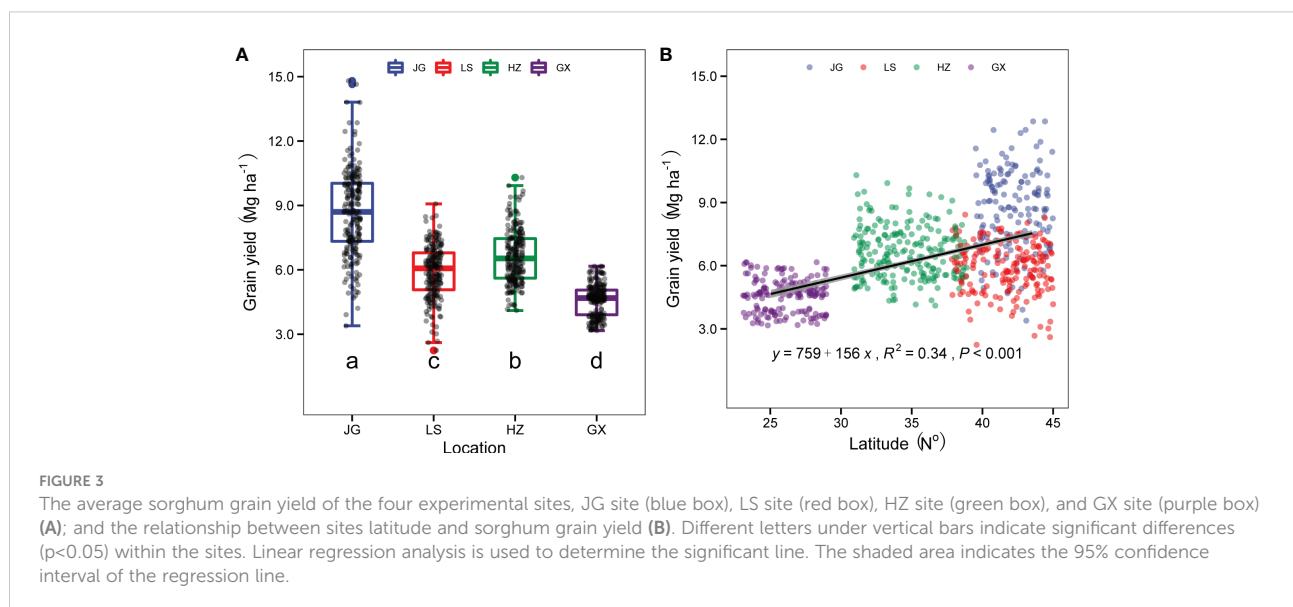 A
JG LS HZ GX
15.0
12.0
9.0
6.0
3.0
Grain yield (Mg ha⁻¹)
a c b d
JG LS HZ GX
Location
B
JG LS HZ GX
15.0
12.0
9.0
6.0
3.0
Grain yield (Mg ha⁻¹)
y = 759 + 156 x , R² = 0.34 , P < 0.001
25 30 35 40 45
Latitude (Nº)
FIGURE 3
The average sorghum grain yield of the four experimental sites, JG site (blue box), LS site (red box), HZ site (green box), and GX site (purple box)
(A); and the relationship between sites latitude and sorghum grain yield (B). Different letters under vertical bars indicate significant differences
(p<0.05) within the sites. Linear regression analysis is used to determine the significant line. The shaded area indicates the 95% confidence
interval of the regression line.